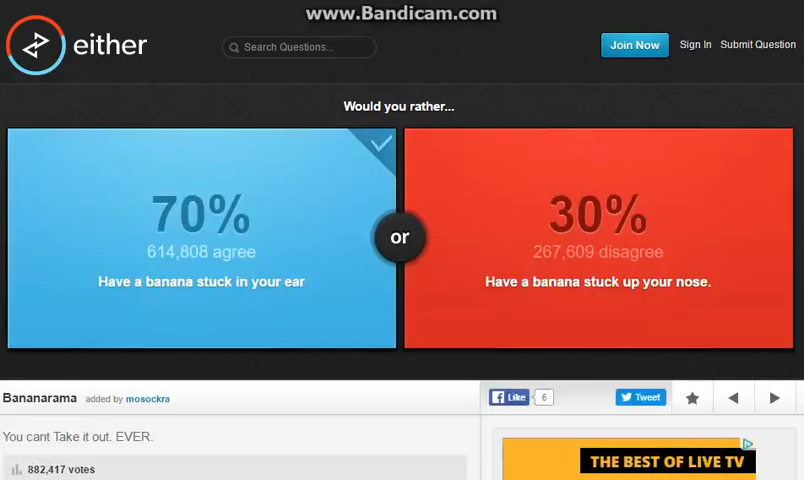 www.Bandicam.com
either
Search Questions...
Join Now
Sign In
Submit Question
Would you rather...
70%
614,808 agree
Have a banana stuck in your ear
or
30%
267,609 disagree
Have a banana stuck up your nose.
Bananarama
added by mosockra
Like
6
Tweet
You cant Take it out. EVER.
882,417 votes
THE BEST OF LIVE TV